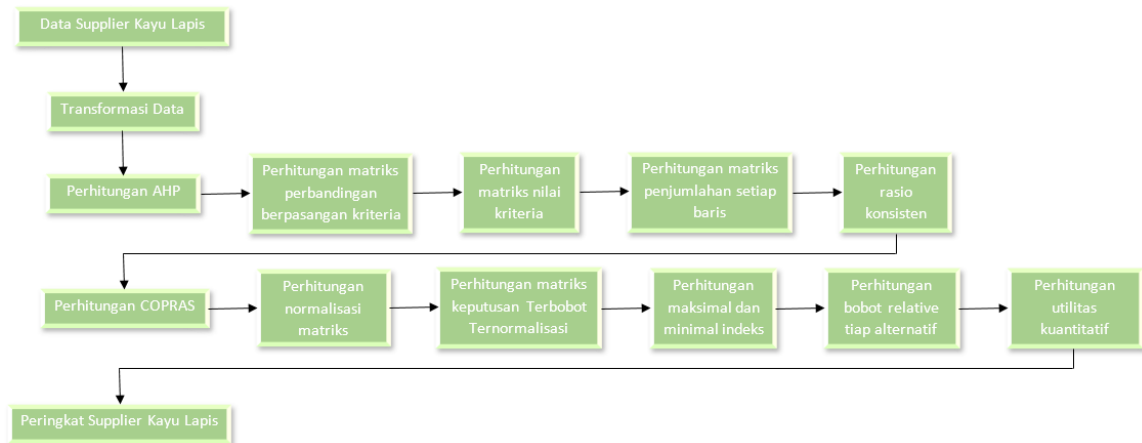 Data Supplier Kayu Lapis
Transformasi Data
Perhitungan AHP
Perhitungan matriks
perbandingan
berpasangan kriteria
Perhitungan
matriks nilai
kriteria
Perhitungan matriks
penjumlahan setiap
baris
Perhitungan
rasio
konsisten
Perhitungan COPRAS
Perhitungan
normalisasi
matriks
Perhitungan matriks
keputusan Terbobot
Ternormalisasi
Perhitungan
maksimal dan
minimal indeks
Perhitungan
bobot relative
tiap alternatif
Perhitungan
utilitas
kuantitatif
Peringkat Supplier Kayu Lapis